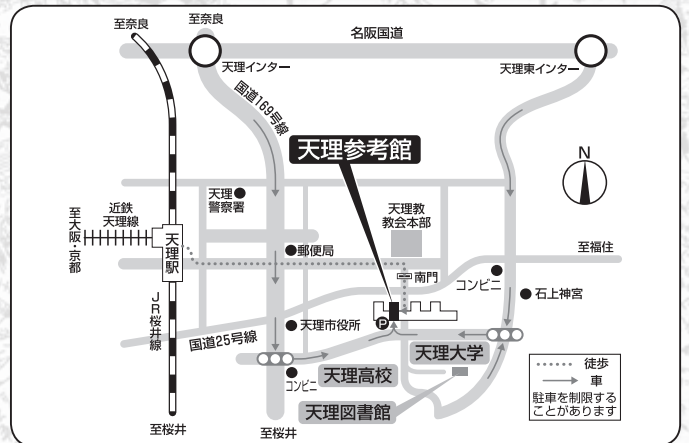 至奈良
至奈良
名阪国道
天理インター
天理東インター
国道169号線
天理参考館
N
天理
警察署
天理教
教会本部
近鉄
天理線
至大阪・京都
天理駅
郵便局
至福住
南門
コンビニ
石上神宮
JR桜井線
P
天理市役所
国道25号線
天理大学
コンビニ
天理高校
天理図書館
徒歩
車
駐車を制限する
ことがあります
至桜井
至桜井